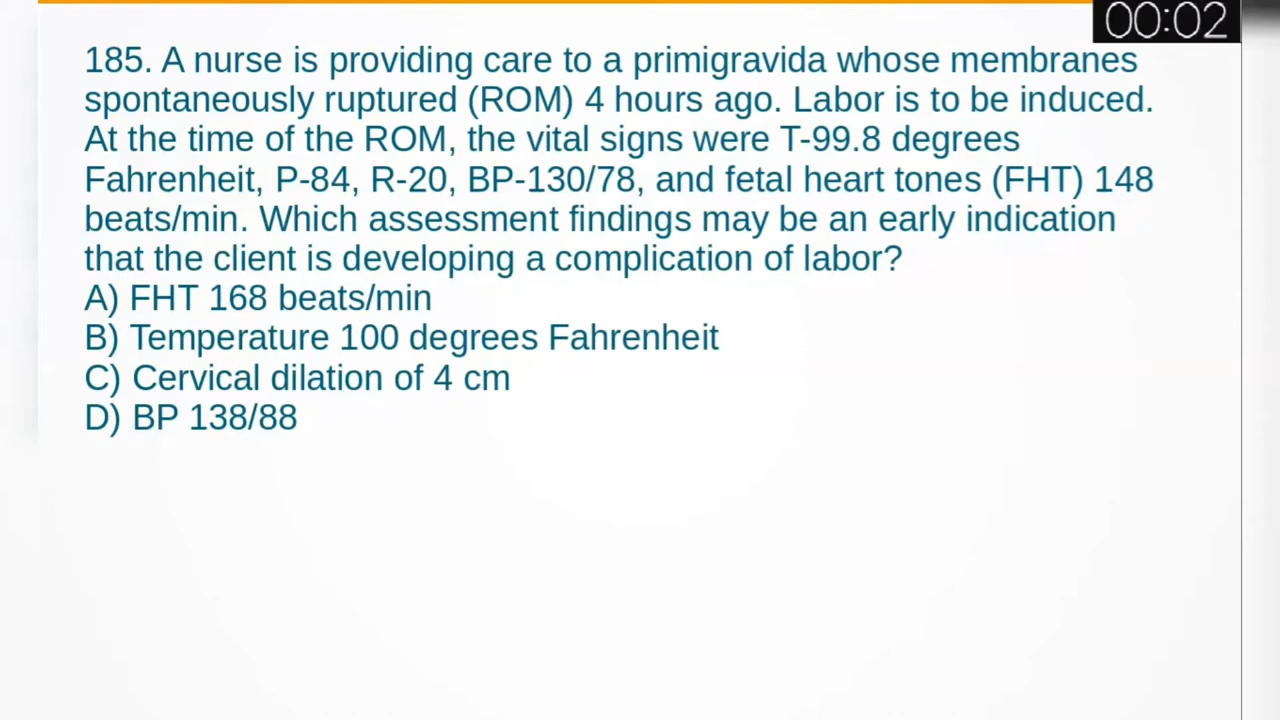 00:02
185. A nurse is providing care to a primigravida whose membranes
spontaneously ruptured (ROM) 4 hours ago. Labor is to be induced.
At the time of the ROM, the vital signs were T-99.8 degrees
Fahrenheit, P-84, R-20, BP-130/78, and fetal heart tones (FHT) 148
beats/min. Which assessment findings may be an early indication
that the client is developing a complication of labor?
A) FHT 168 beats/min
B) Temperature 100 degrees Fahrenheit
C) Cervical dilation of 4 cm
D) BP 138/88